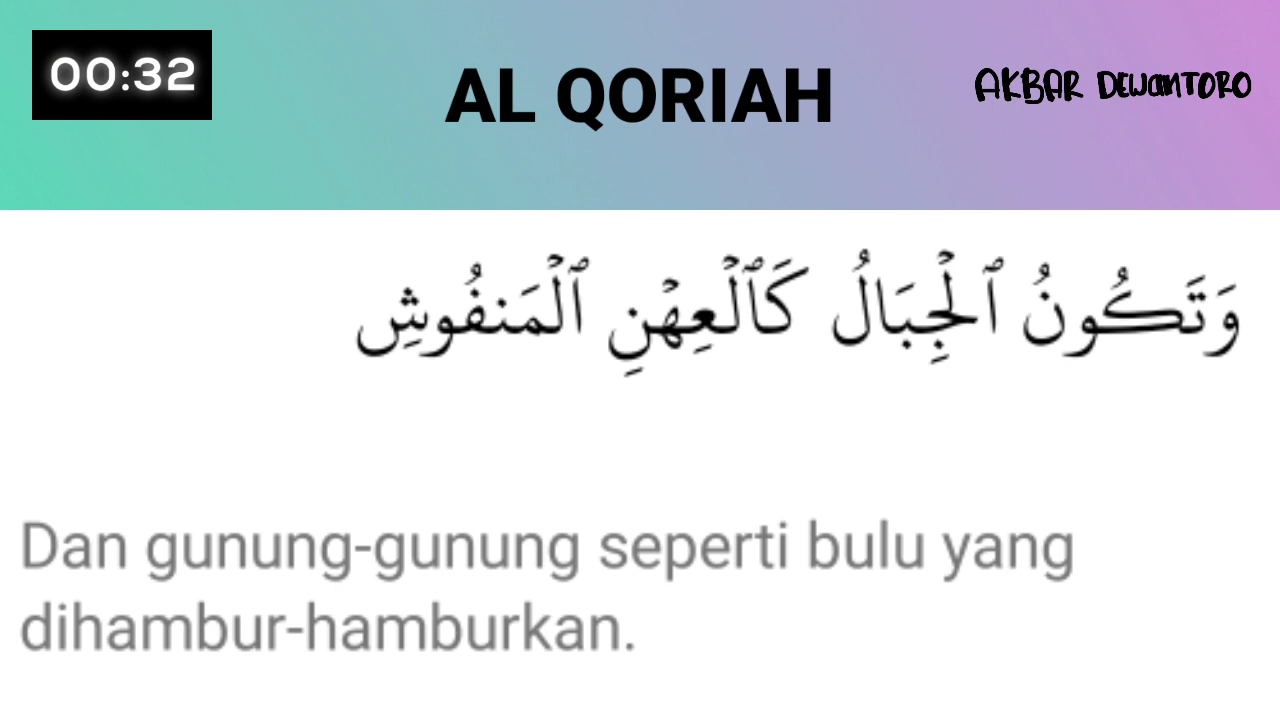 00:32
AL QORIAH
AKBAR DEWANTORO
وَتَكُونُ ٱلْجِبَالُ كَٱلْعِهْنِ ٱلْمَنفُوشِ
Dan gunung-gunung seperti bulu yang
dihambur-hamburkan.